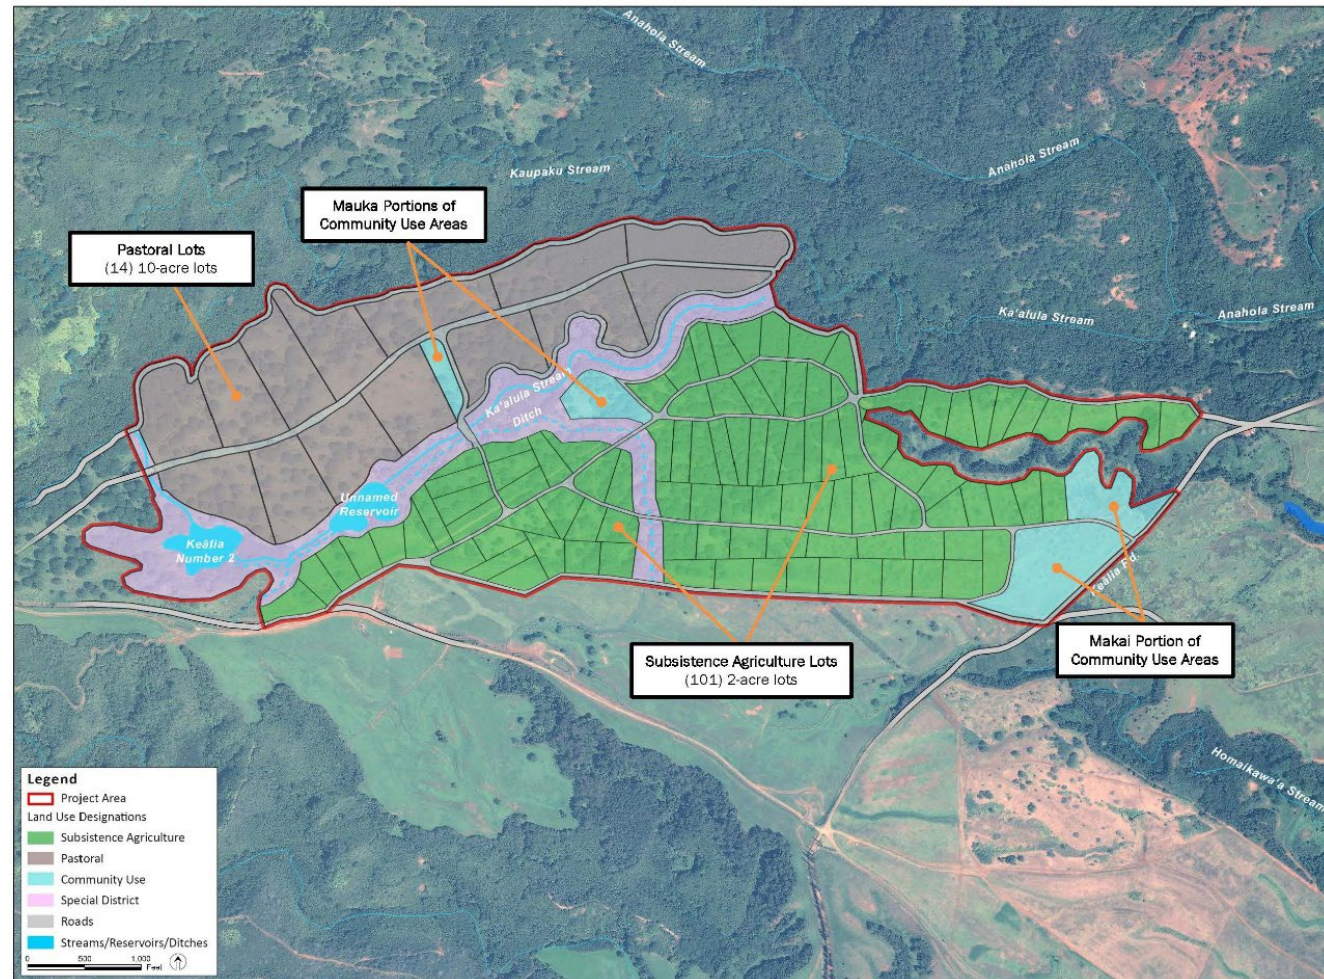 Anahola Stream
Kaupaku Stream
Anahola Stream
Mauka Portions of
Community Use Areas
Pastoral Lots
(14) 10-acre lots
Ka'alula Stream
Anahola Stream
Ka'alula Stream
Ditch
Unnamed
Reservoir
Keālia
Number 2
Keālia Rd.
Subsistence Agriculture Lots
(101) 2-acre lots
Makai Portion of
Community Use Areas
Homaikawa'a Stream
Legend
Project Area
Land Use Designations
Subsistence Agriculture
Pastoral
Community Use
Special District
Roads
Streams/Reservoirs/Ditches
0 500 1,000
Feet